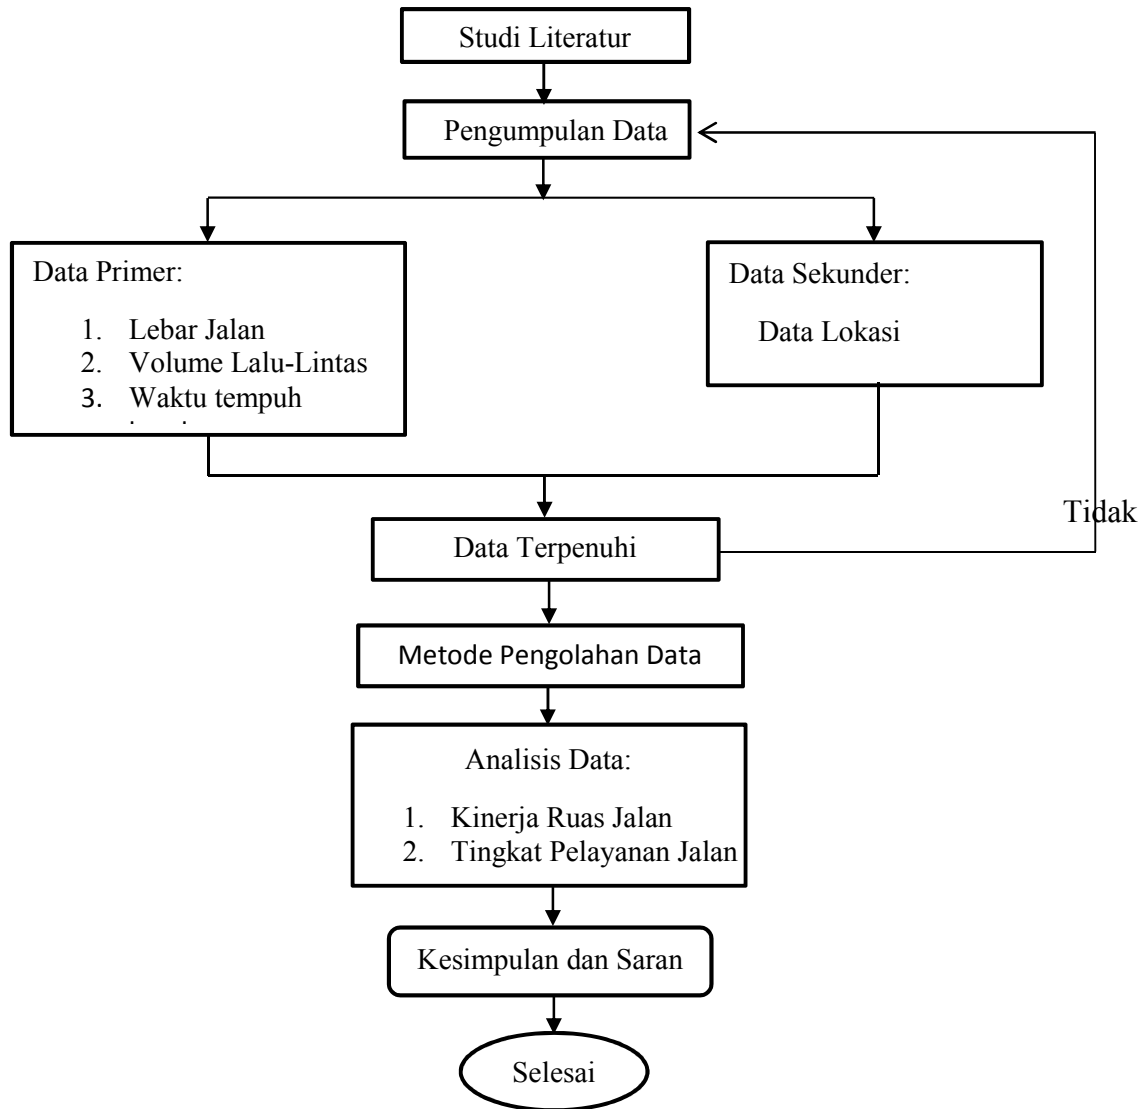 Studi Literatur
Pengumpulan Data
Data Primer:
1. Lebar Jalan
2. Volume Lalu-Lintas
3. Waktu tempuh
Data Sekunder:
Data Lokasi
Tidak
Data Terpenuhi
Metode Pengolahan Data
Analisis Data:
1. Kinerja Ruas Jalan
2. Tingkat Pelayanan Jalan
Kesimpulan dan Saran
Selesai